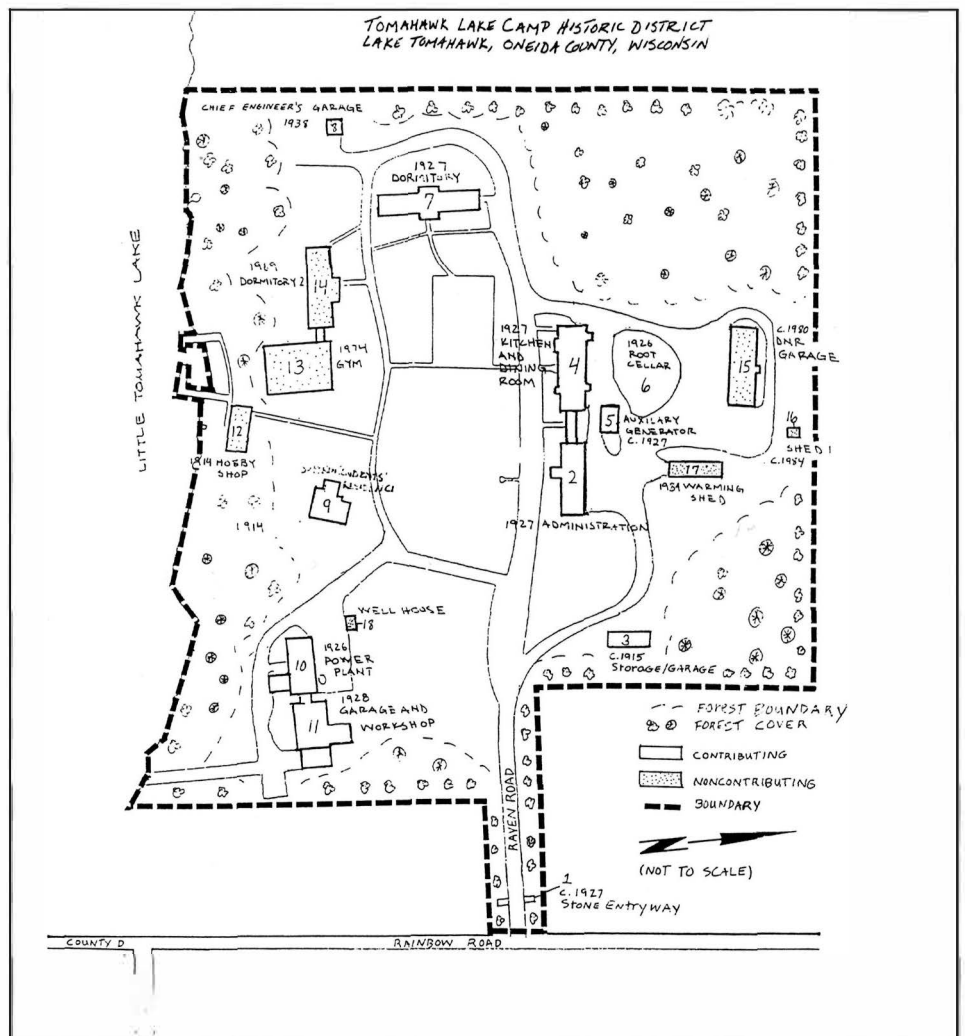 TOMAHAWK LAKE CAMP HISTORIC DISTRICT
LAKE TOMAHAWK, ONEIDA COUNTY, WISCONSIN
CHIEF ENGINEER'S GARAGE
1938
8
1927
DORMITORY
7
LITTLE TOMAHAWK LAKE
1969
DORMITORY 2
14
1974
GYM
13
12
1914 HOBBY
SHOP
1927
KITCHEN
AND
DINING
ROOM
4
1926
ROOT
CELLAR
6
C.1980
DNR
GARAGE
15
5
AUXILARY
GENERATOR
C.1927
16
SHED 1
C.1984
17
WARMING
SHED
2
1927 ADMINISTRATION
9
1914
WELL HOUSE
18
1926
POWER
PLANT
10
1928
GARAGE AND
WORKSHOP
11
3
C.1915
STORAGE/GARAGE
FOREST BOUNDARY
FOREST COVER
CONTRIBUTING
NONCONTRIBUTING
BOUNDARY
N
(NOT TO SCALE)
RAVEN ROAD
1
C.1927
STONE ENTRYWAY
COUNTY D
RAINBOW ROAD